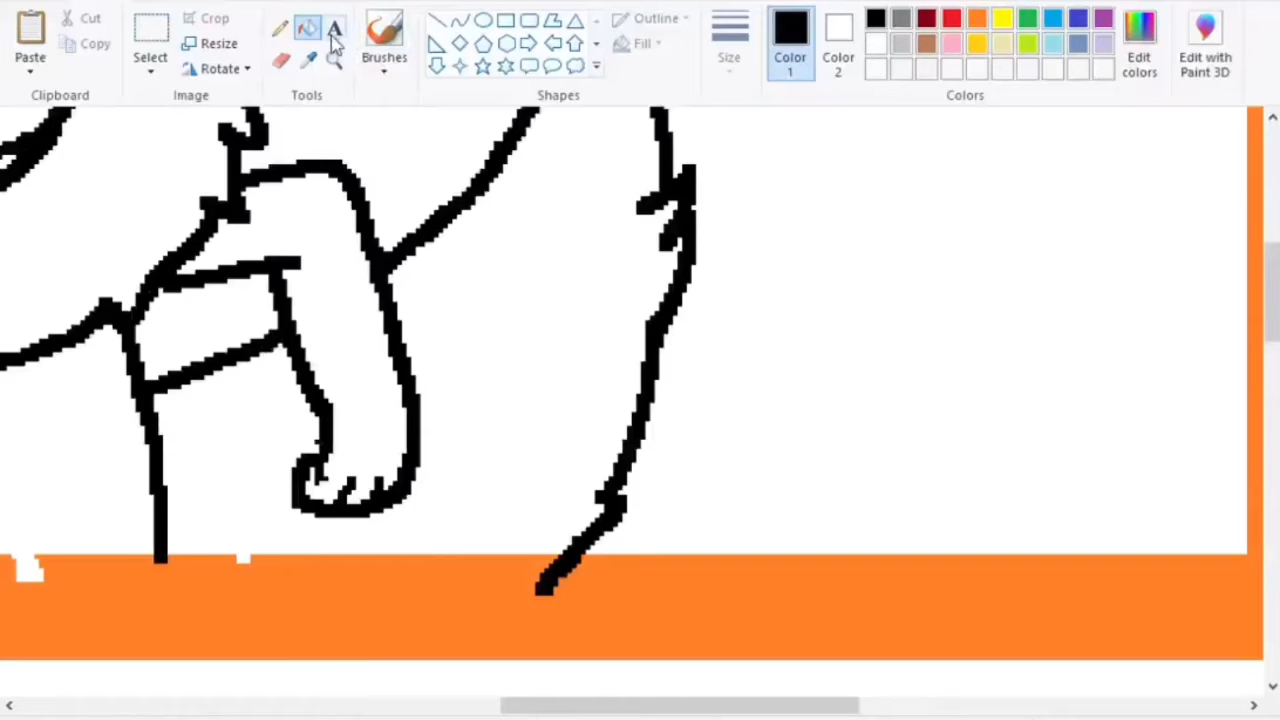 Paste
Cut
Copy
Clipboard
Select
Crop
Resize
Rotate
Image
A
Tools
Brushes
Shapes
Outline
Fill
Size
Color
1
Color
2
Colors
Edit
colors
Edit with
Paint 3D